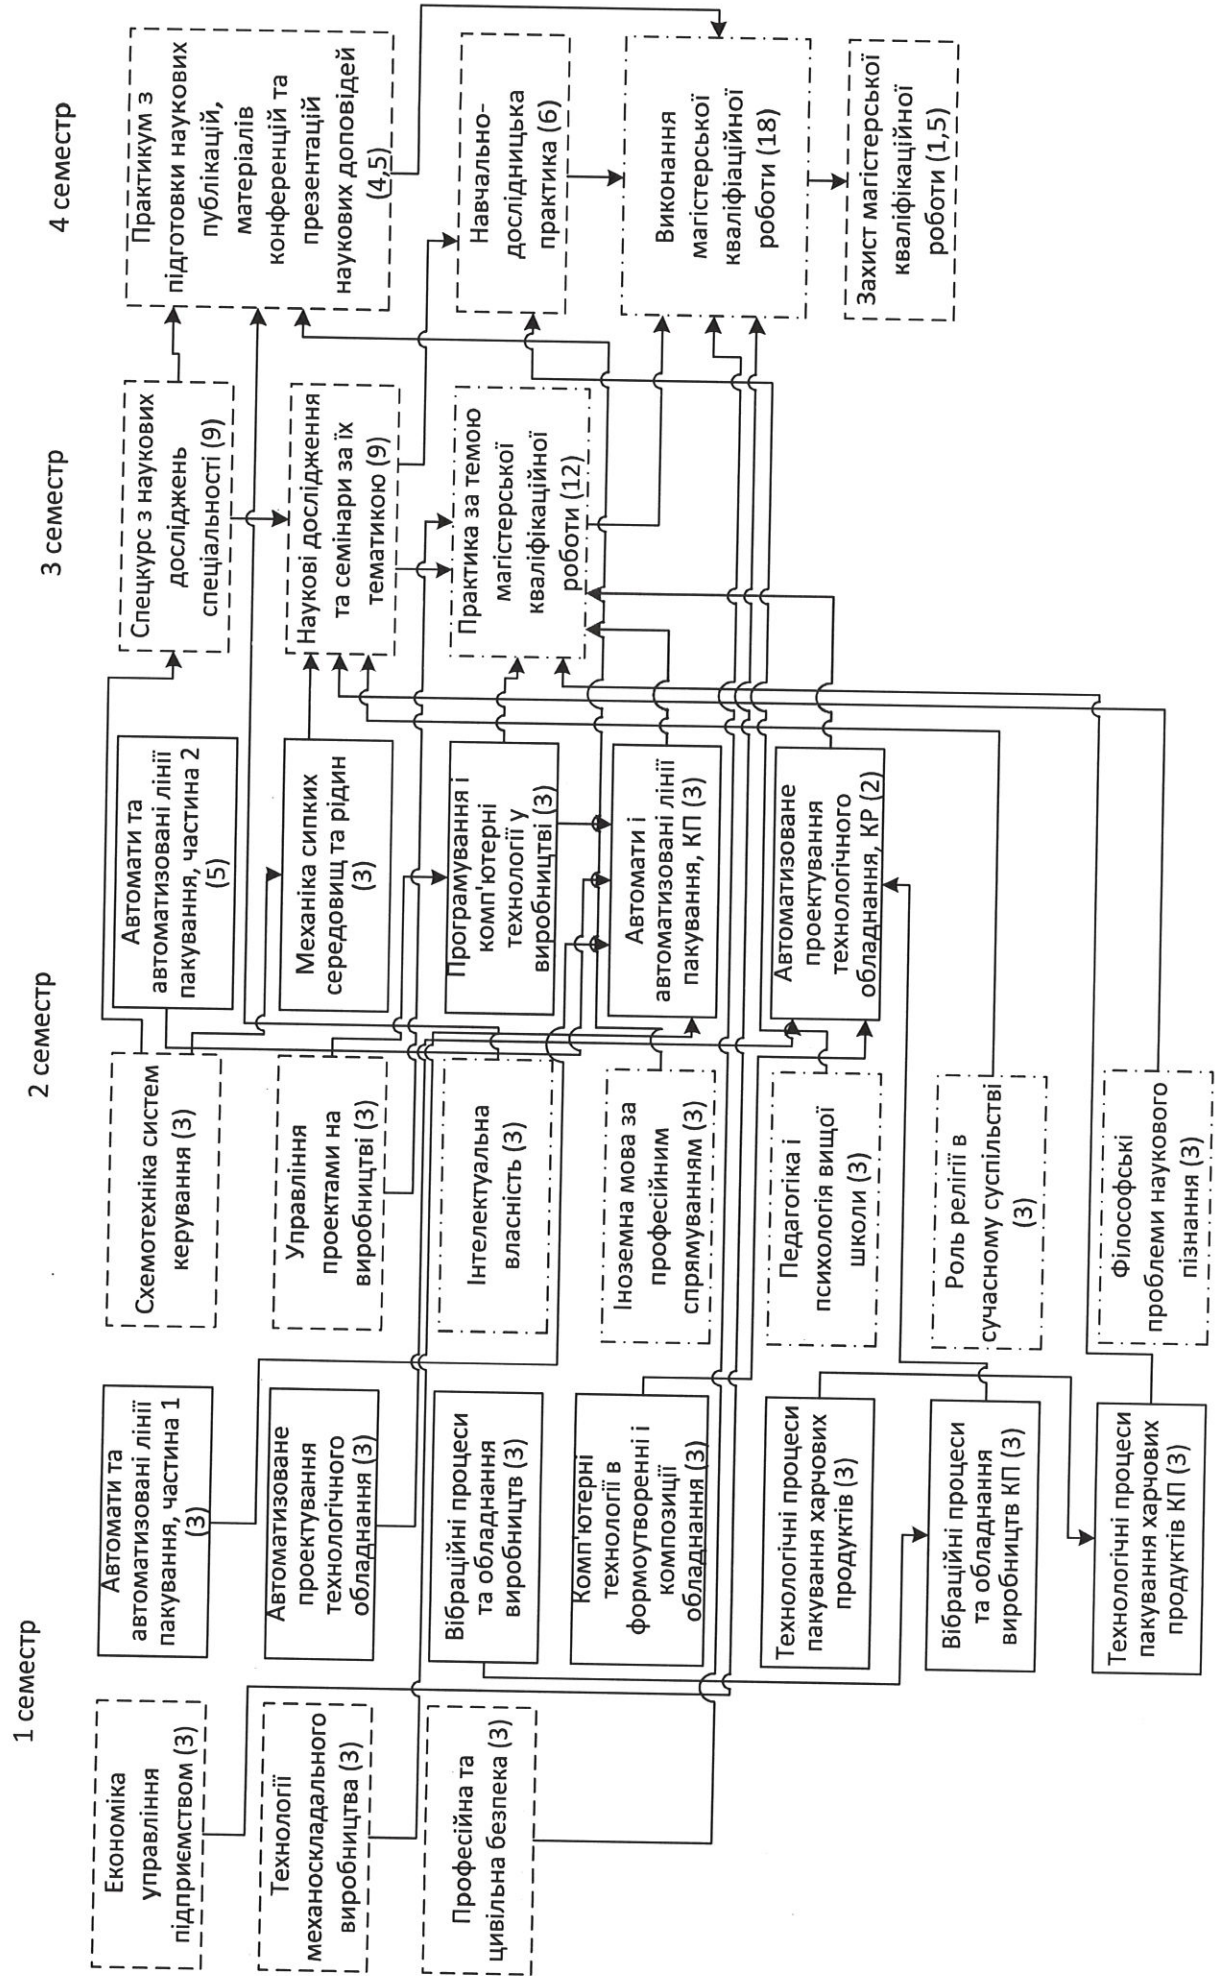 1 семестр
Економіка
управління
підприємством (3)
Технології
механоскладального
виробництва (3)
Професійна та
цивільна безпека (3)
Автомати та
автоматизовані лінії
пакування, частина 1
(3)
Автоматизоване
проектування
технологічного
обладнання (3)
Вібраційні процеси
та обладнання
виробництв (3)
Комп'ютерні
технології в
формоутворенні і
композиції
обладнання (3)
Технологічні процеси
пакування харчових
продуктів (3)
Вібраційні процеси
та обладнання
виробництв КП (3)
Технологічні процеси
пакування харчових
продуктів КП (3)
2 семестр
Схемотехніка систем
керування (3)
Управління
проектами на
виробництві (3)
Інтелектуальна
власність (3)
Іноземна мова за
професійним
спрямуванням (3)
Педагогіка і
психологія вищої
школи (3)
Роль релігії в
сучасному суспільстві
(3)
Філософські
проблеми наукового
пізнання (3)
Автомати та
автоматизовані лінії
пакування, частина 2
(5)
Механіка сипких
середовищ та рідин
(3)
Програмування і
комп'ютерні
технології у
виробництві (3)
Автомати і
автоматизовані лінії
пакування, КП (3)
Автоматизоване
проектування
технологічного
обладнання, КР (2)
3 семестр
Спецкурс з наукових
досліджень
спеціальності (9)
Наукові дослідження
та семінари за їх
тематикою (9)
Практика за темою
магістерської
кваліфікаційної
роботи (12)
4 семестр
Практикум з
підготовки наукових
публікацій,
матеріалів
конференцій та
презентацій
наукових доповідей
(4,5)
Навчально-
дослідницька
практика (6)
Виконання
магістерської
кваліфіаційної
роботи (18)
Захист магістерської
кваліфікаційної
роботи (1,5)